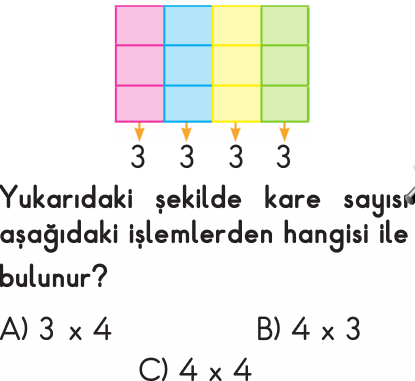 3 3 3 3
Yukarıdaki şekilde kare sayısı
aşağıdaki işlemlerden hangisi ile
bulunur?
A) 3 x 4 B) 4 x 3
C) 4 x 4